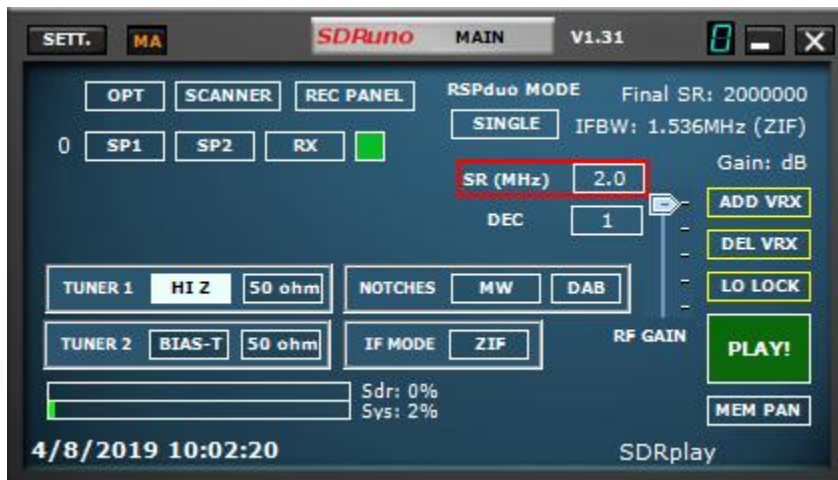 SETT. MA SDRuno MAIN V1.31 0
OPT SCANNER REC PANEL RSPduo MODE Final SR: 2000000
SINGLE IFBW: 1.536MHz (ZIF)
0 SP1 SP2 RX
Gain: dB
SR (MHz) 2.0
ADD VRX
DEC 1
DEL VRX
TUNER 1 HI Z 50 ohm NOTCHES MW DAB LO LOCK
TUNER 2 BIAS-T 50 ohm IF MODE ZIF RF GAIN PLAY!
Sdr: 0%
Sys: 2%
MEM PAN
4/8/2019 10:02:20 SDRplay